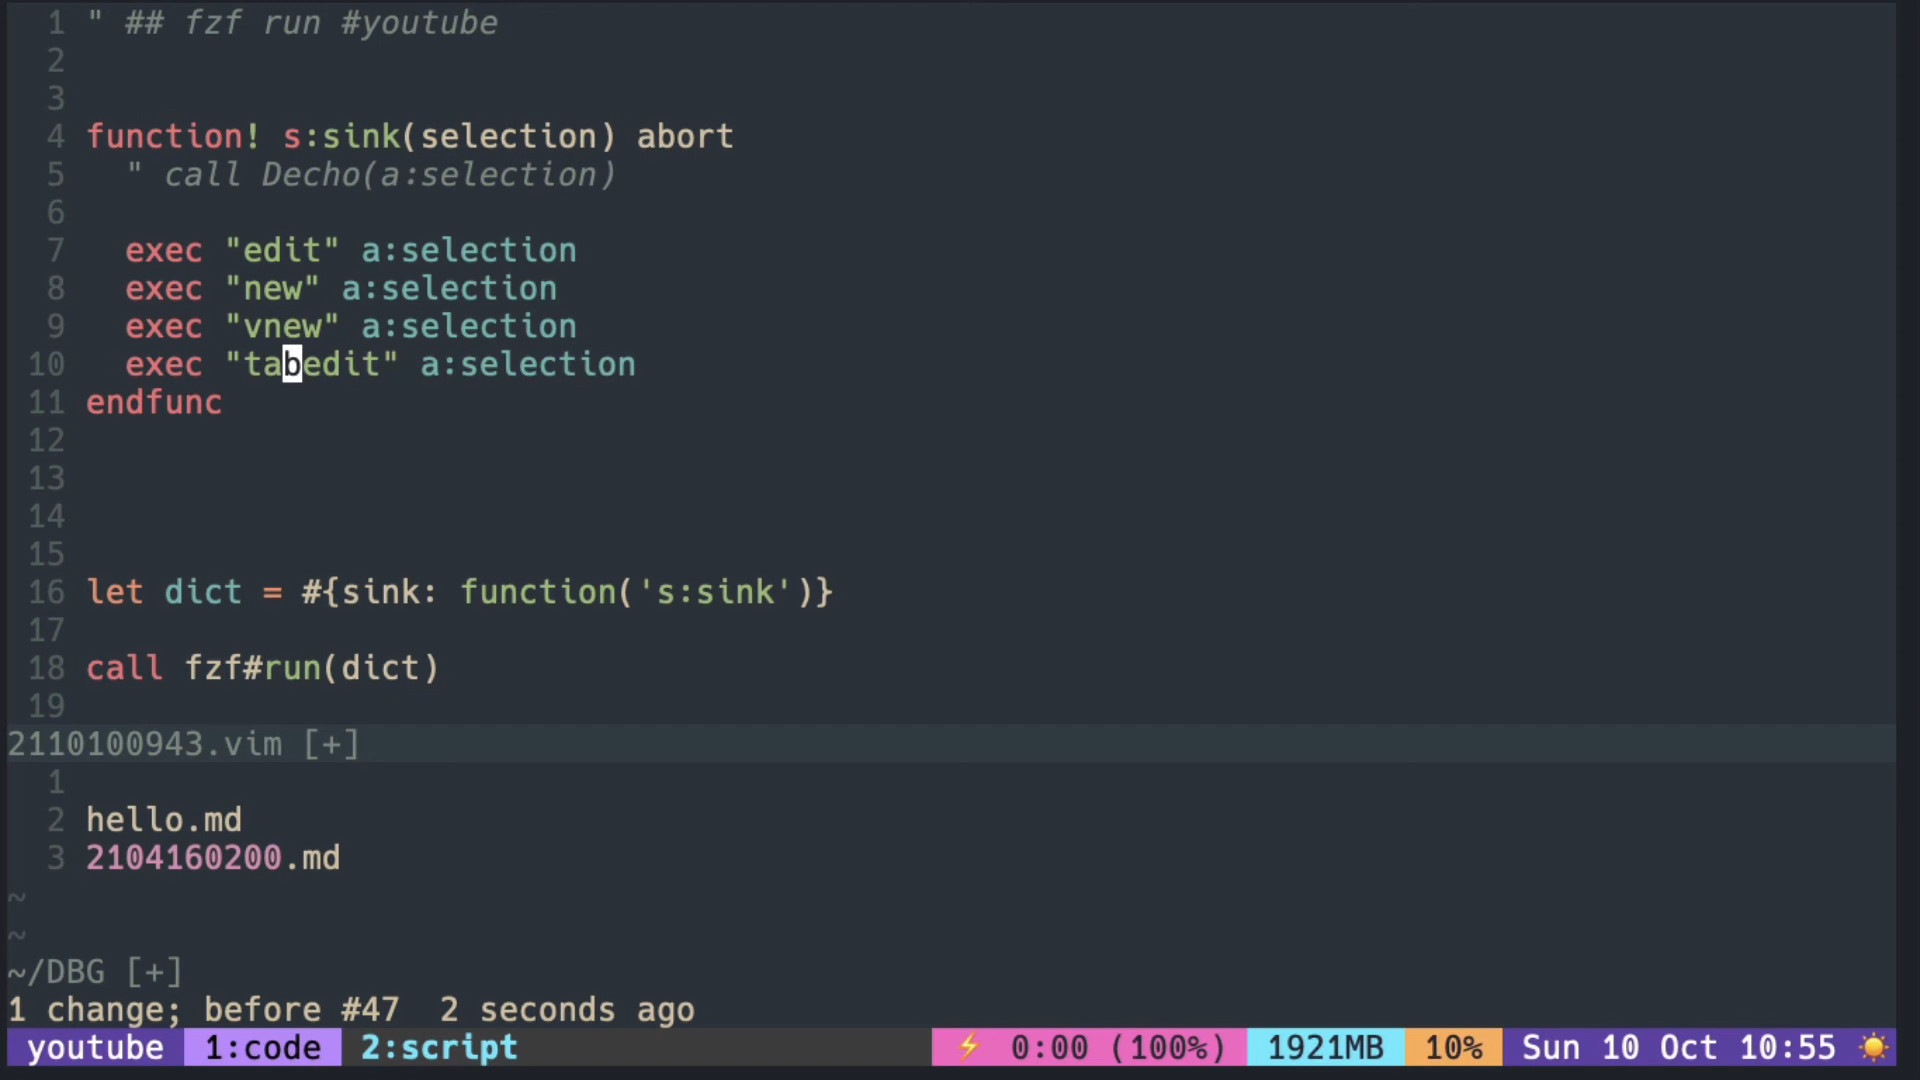 1 " ## fzf run #youtube
2
3
4 function! s:sink(selection) abort
5   " call Decho(a:selection)
6
7   exec "edit" a:selection
8   exec "new" a:selection
9   exec "vnew" a:selection
10   exec "tabedit" a:selection
11 endfunc
12
13
14
15
16 let dict = #{sink: function('s:sink')}
17
18 call fzf#run(dict)
19
2110100943.vim [+]
1
2 hello.md
3 2104160200.md
~
~
~/DBG [+]
1 change; before #47  2 seconds ago
youtube 1:code 2:script ⚡ 0:00 (100%) 1921MB 10% Sun 10 Oct 10:55 ☀️